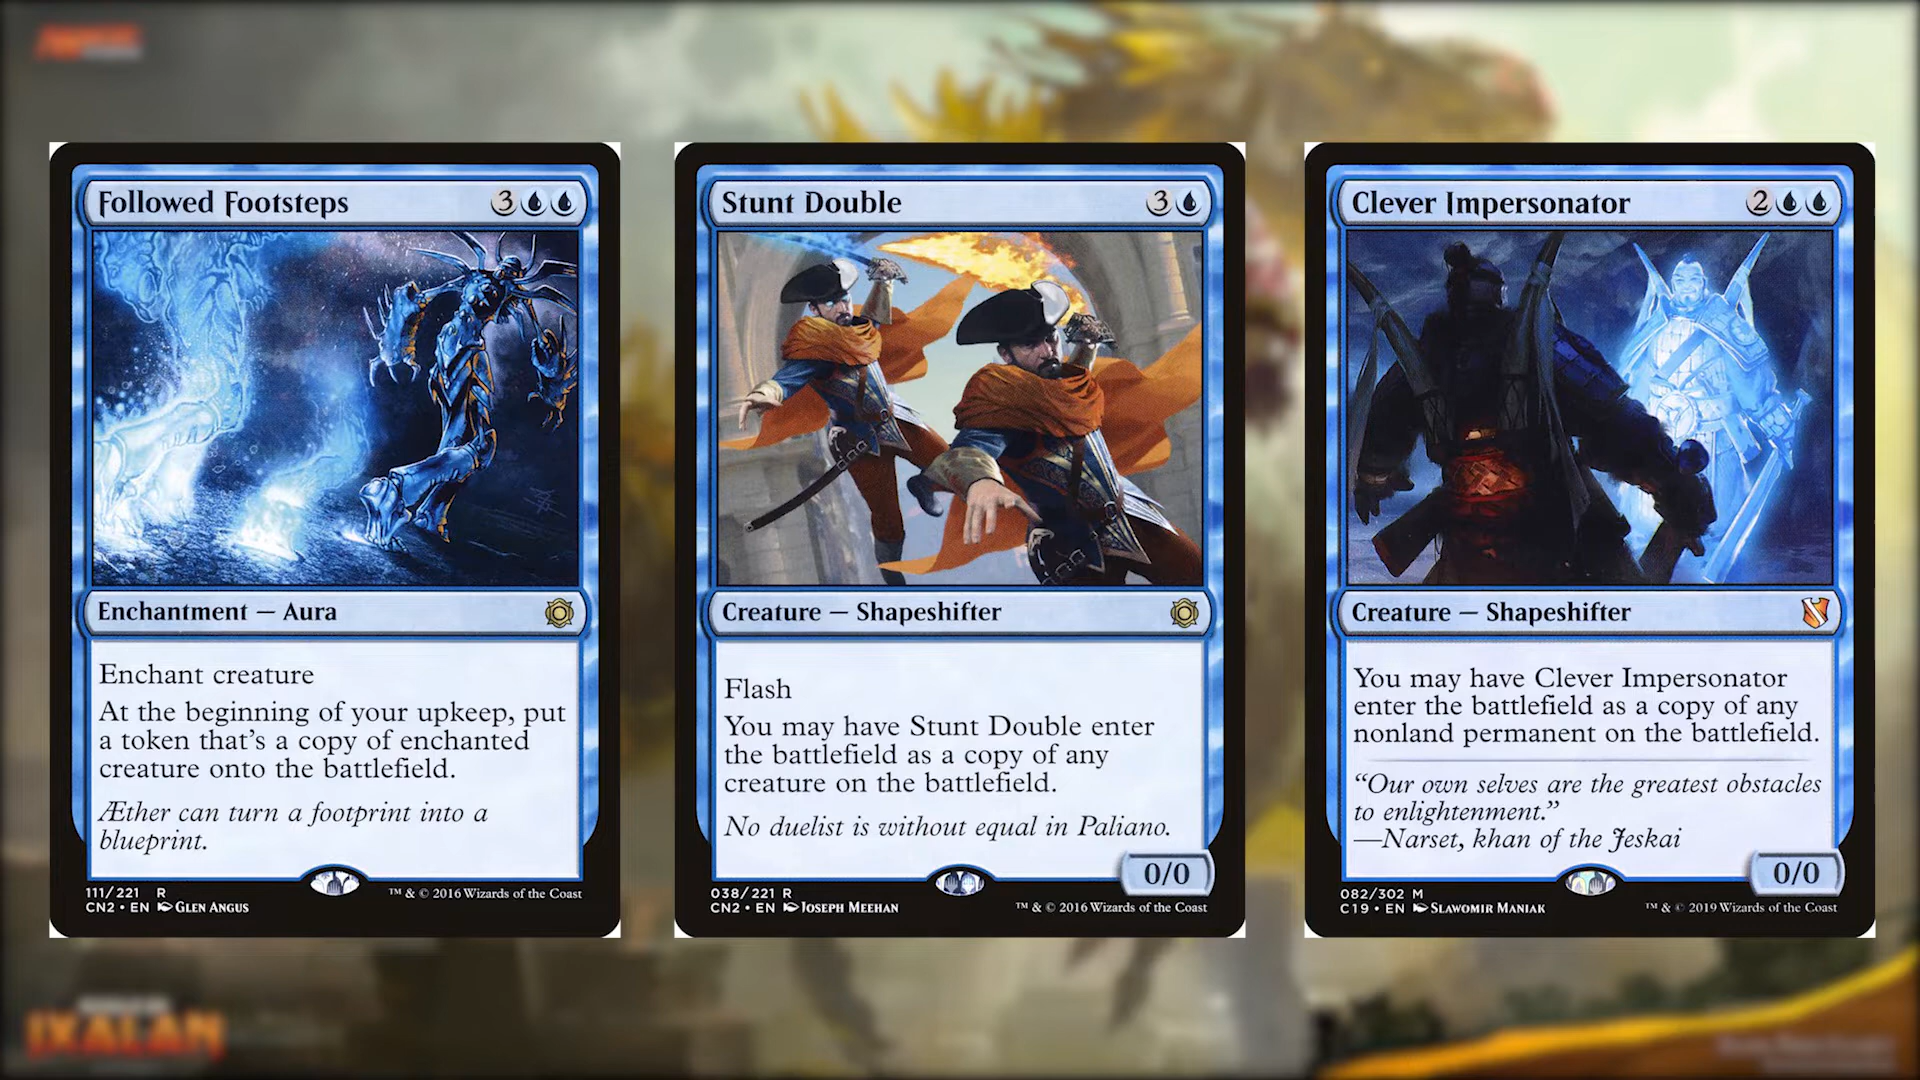 Followed Footsteps 3
Enchantment — Aura
Enchant creature
At the beginning of your upkeep, put
a token that's a copy of enchanted
creature onto the battlefield.
Æther can turn a footprint into a
blueprint.
111/221 R
CN2 • EN Glen Angus
™ & © 2016 Wizards of the Coast
Stunt Double 3
Creature — Shapeshifter
Flash
You may have Stunt Double enter
the battlefield as a copy of any
creature on the battlefield.
No duelist is without equal in Paliano.
0/0
038/221 R
CN2 • EN Joseph Meehan
™ & © 2016 Wizards of the Coast
Clever Impersonator 2
Creature — Shapeshifter
You may have Clever Impersonator
enter the battlefield as a copy of any
nonland permanent on the battlefield.
“Our own selves are the greatest obstacles
to enlightenment.”
—Narset, khan of the Jeskai
0/0
082/302 M
C19 • EN Slawomir Maniak
™ & © 2019 Wizards of the Coast
IXALAN